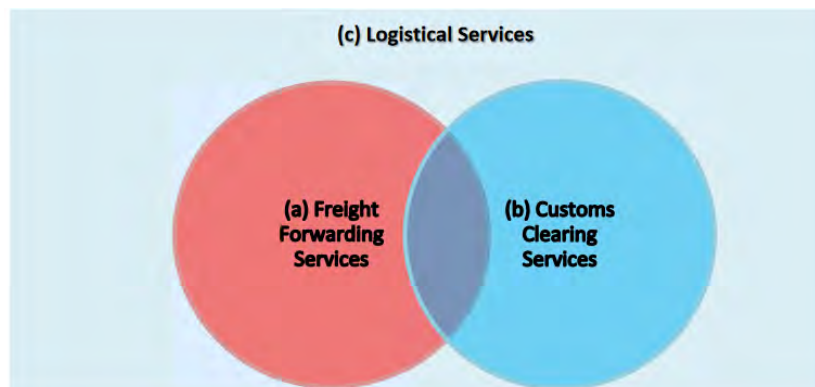 (c) Logistical Services
(a) Freight
Forwarding
Services
(b) Customs
Clearing
Services